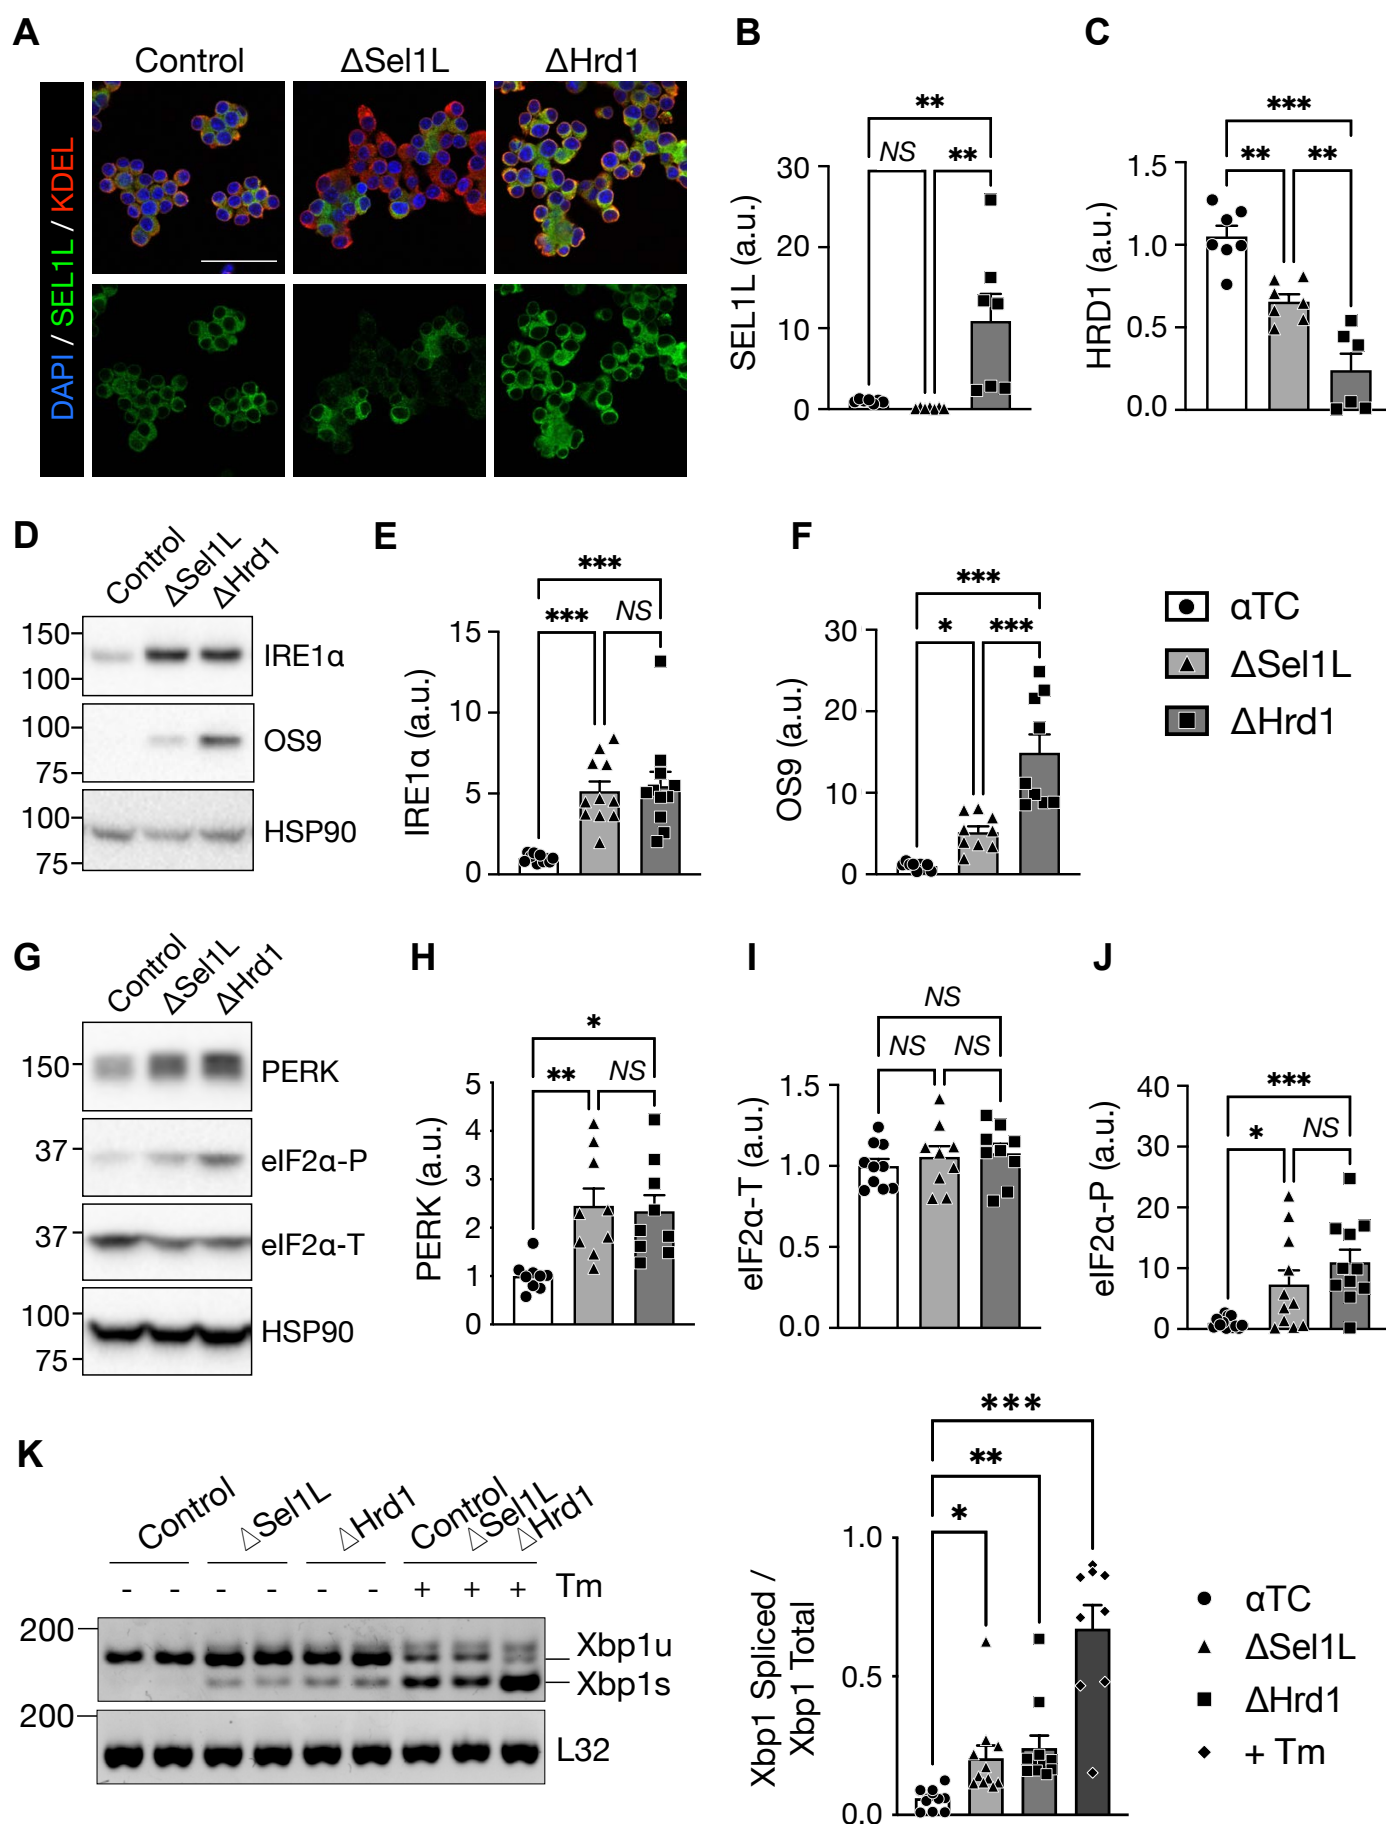 A
Control
ΔSel1L
ΔHrd1
DAPI / SEL1L / KDEL
B
**
NS
**
30
20
10
0
SEL1L (a.u.)
C
***
**
**
1.5
1.0
0.5
0.0
HRD1 (a.u.)
D
Control
ΔSel1L
ΔHrd1
150
100
IRE1α
100
75
OS9
100
75
HSP90
E
***
***
NS
15
10
5
0
IRE1α (a.u.)
F
***
*
***
30
20
10
0
OS9 (a.u.)
αTC
ΔSel1L
ΔHrd1
G
Control
ΔSel1L
ΔHrd1
150
PERK
37
eIF2α-P
37
eIF2α-T
100
75
HSP90
H
*
**
NS
5
4
3
2
1
0
PERK (a.u.)
I
NS
NS
NS
1.5
1.0
0.5
0.0
eIF2α-T (a.u.)
J
***
*
NS
40
30
20
10
0
eIF2α-P (a.u.)
K
Control
△Sel1L
△Hrd1
Control
△Sel1L
△Hrd1
- - - - - - + + + Tm
200
Xbp1u
Xbp1s
200
L32
***
**
*
1.0
0.5
0.0
Xbp1 Spliced /
Xbp1 Total
αTC
ΔSel1L
ΔHrd1
+ Tm